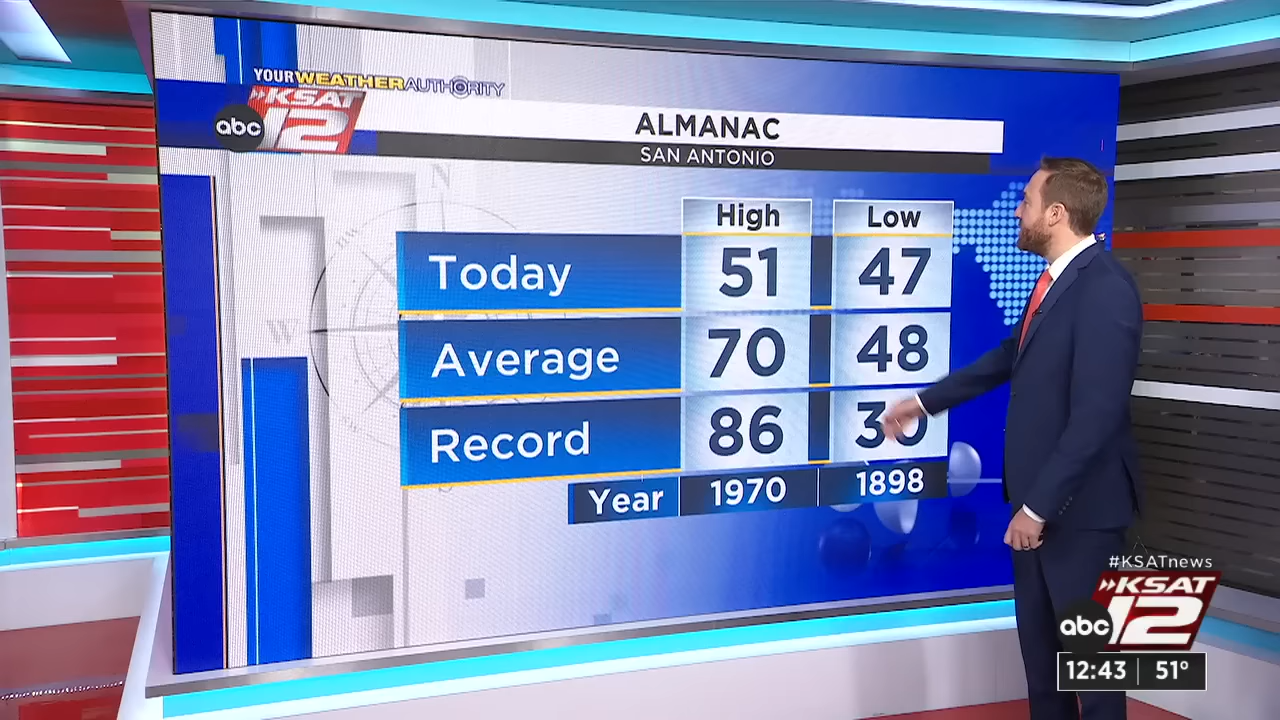 YOUR WEATHER AUTHORITY
abc KSAT 12
ALMANAC
SAN ANTONIO
N
W
High Low
Today 51 47
Average 70 48
Record 86 30
Year 1970 1898
#KSATnews
abc KSAT 12
12:43 51°